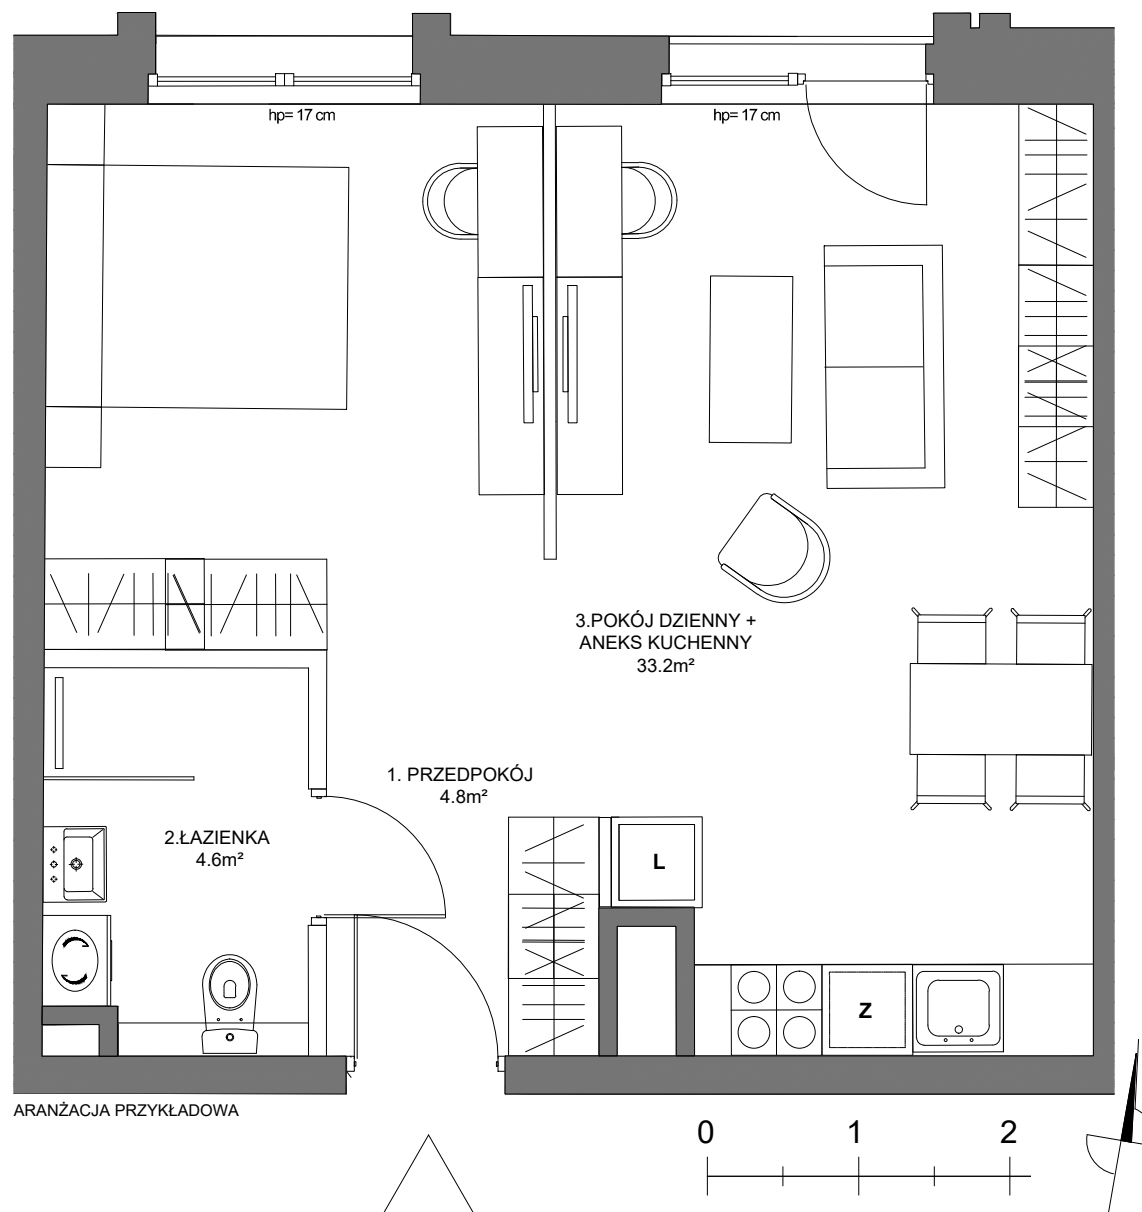 hp= 17 cm
hp= 17 cm
3.POKÓJ DZIENNY +
ANEKS KUCHENNY
33.2m²
1. PRZEDPOKÓJ
4.8m²
2.ŁAZIENKA
4.6m²
L
Z
ARANŻACJA PRZYKŁADOWA
0 1 2